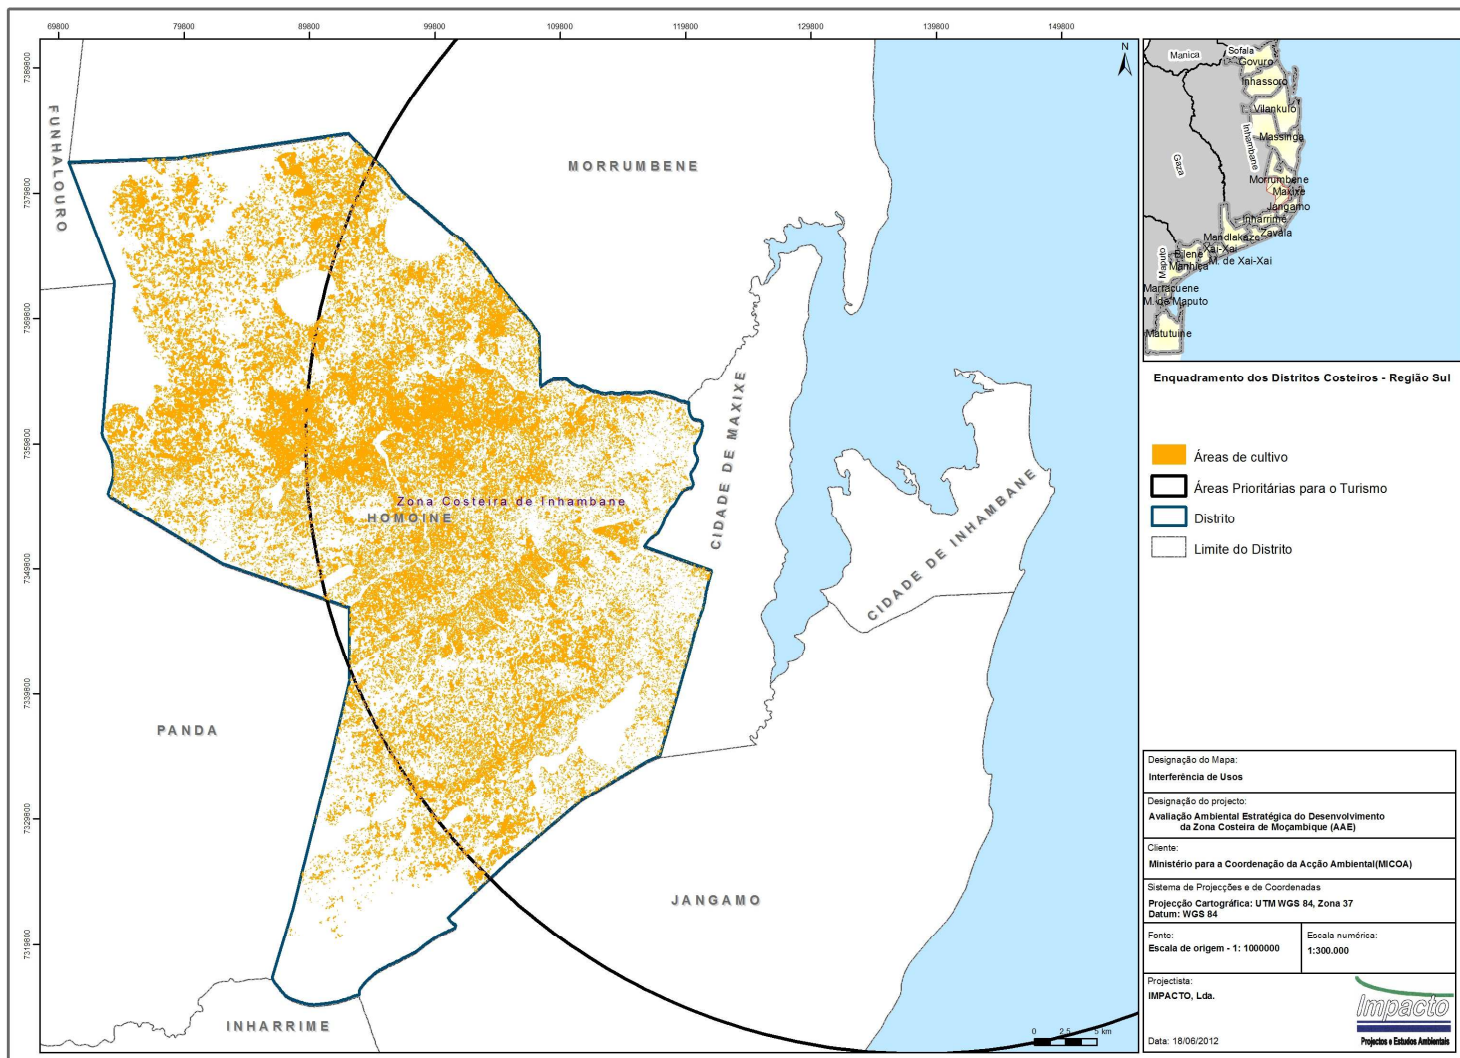 69800 79800 89800 99800 109800 119800 129800 139800 149800
7389800
7379800
7369800
7359800
7349800
7339800
7329800
7319800
N
FUNHALOURO
MORRUMBENE
CIDADE DE MAXIXE
CIDADE DE INHAMBANE
Zona Costeira de Inhambane
HOMOINE
PANDA
JANGAMO
INHARRIME
0 2,5 5 km
Manica
Sofala
Govuro
Inhassoro
Vilankulo
Inhambane
Massinga
Gaza
Morrumbene
Maxixe
Jangamo
Inharrime
Zavala
Mandlakaze
Xai-Xai
M. de Xai-Xai
Bilene
Manhiça
Maputo
Marracuene
M. de Maputo
Matutuine
Enquadramento dos Distritos Costeiros - Região Sul
Áreas de cultivo
Áreas Prioritárias para o Turismo
Distrito
Limite do Distrito
Designação do Mapa:
Interferência de Usos
Designação do projecto:
Avaliação Ambiental Estratégica do Desenvolvimento
da Zona Costeira de Moçambique (AAE)
Cliente:
Ministério para a Coordenação da Acção Ambiental(MICOA)
Sistema de Projecções e de Coordenadas
Projecção Cartográfica: UTM WGS 84, Zona 37
Datum: WGS 84
Fonte:
Escala de origem - 1: 1000000
Escala numérica:
1:300.000
Projectista:
IMPACTO, Lda.
Data: 18/06/2012
Impacto
Projectos e Estudos Ambientais